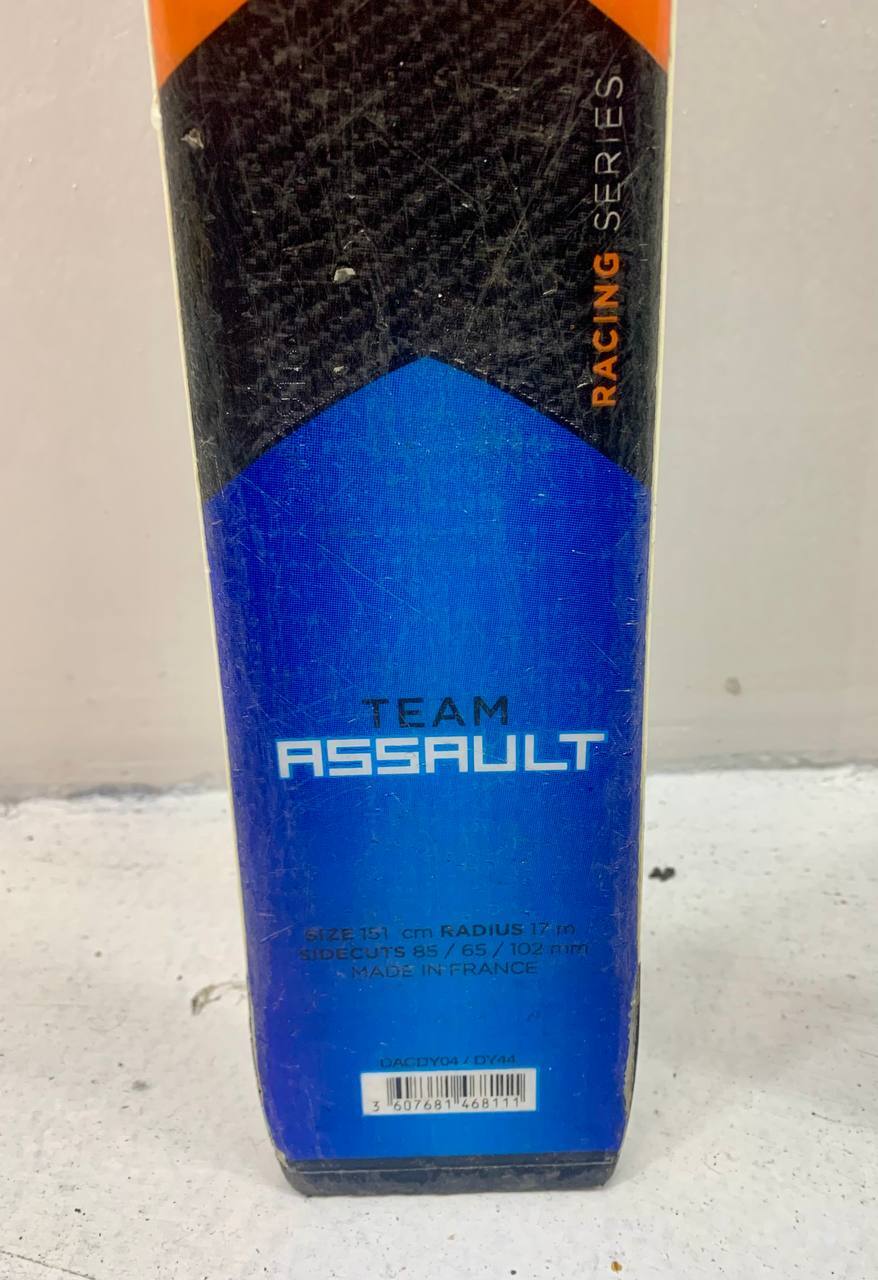 RACING SERIES
TEAM
ASSAULT
SIZE 151 cm RADIUS 17 m
SIDECUTS 85 / 65 / 102 mm
MADE IN FRANCE
DACDY04 / DY44
3 607681 468111